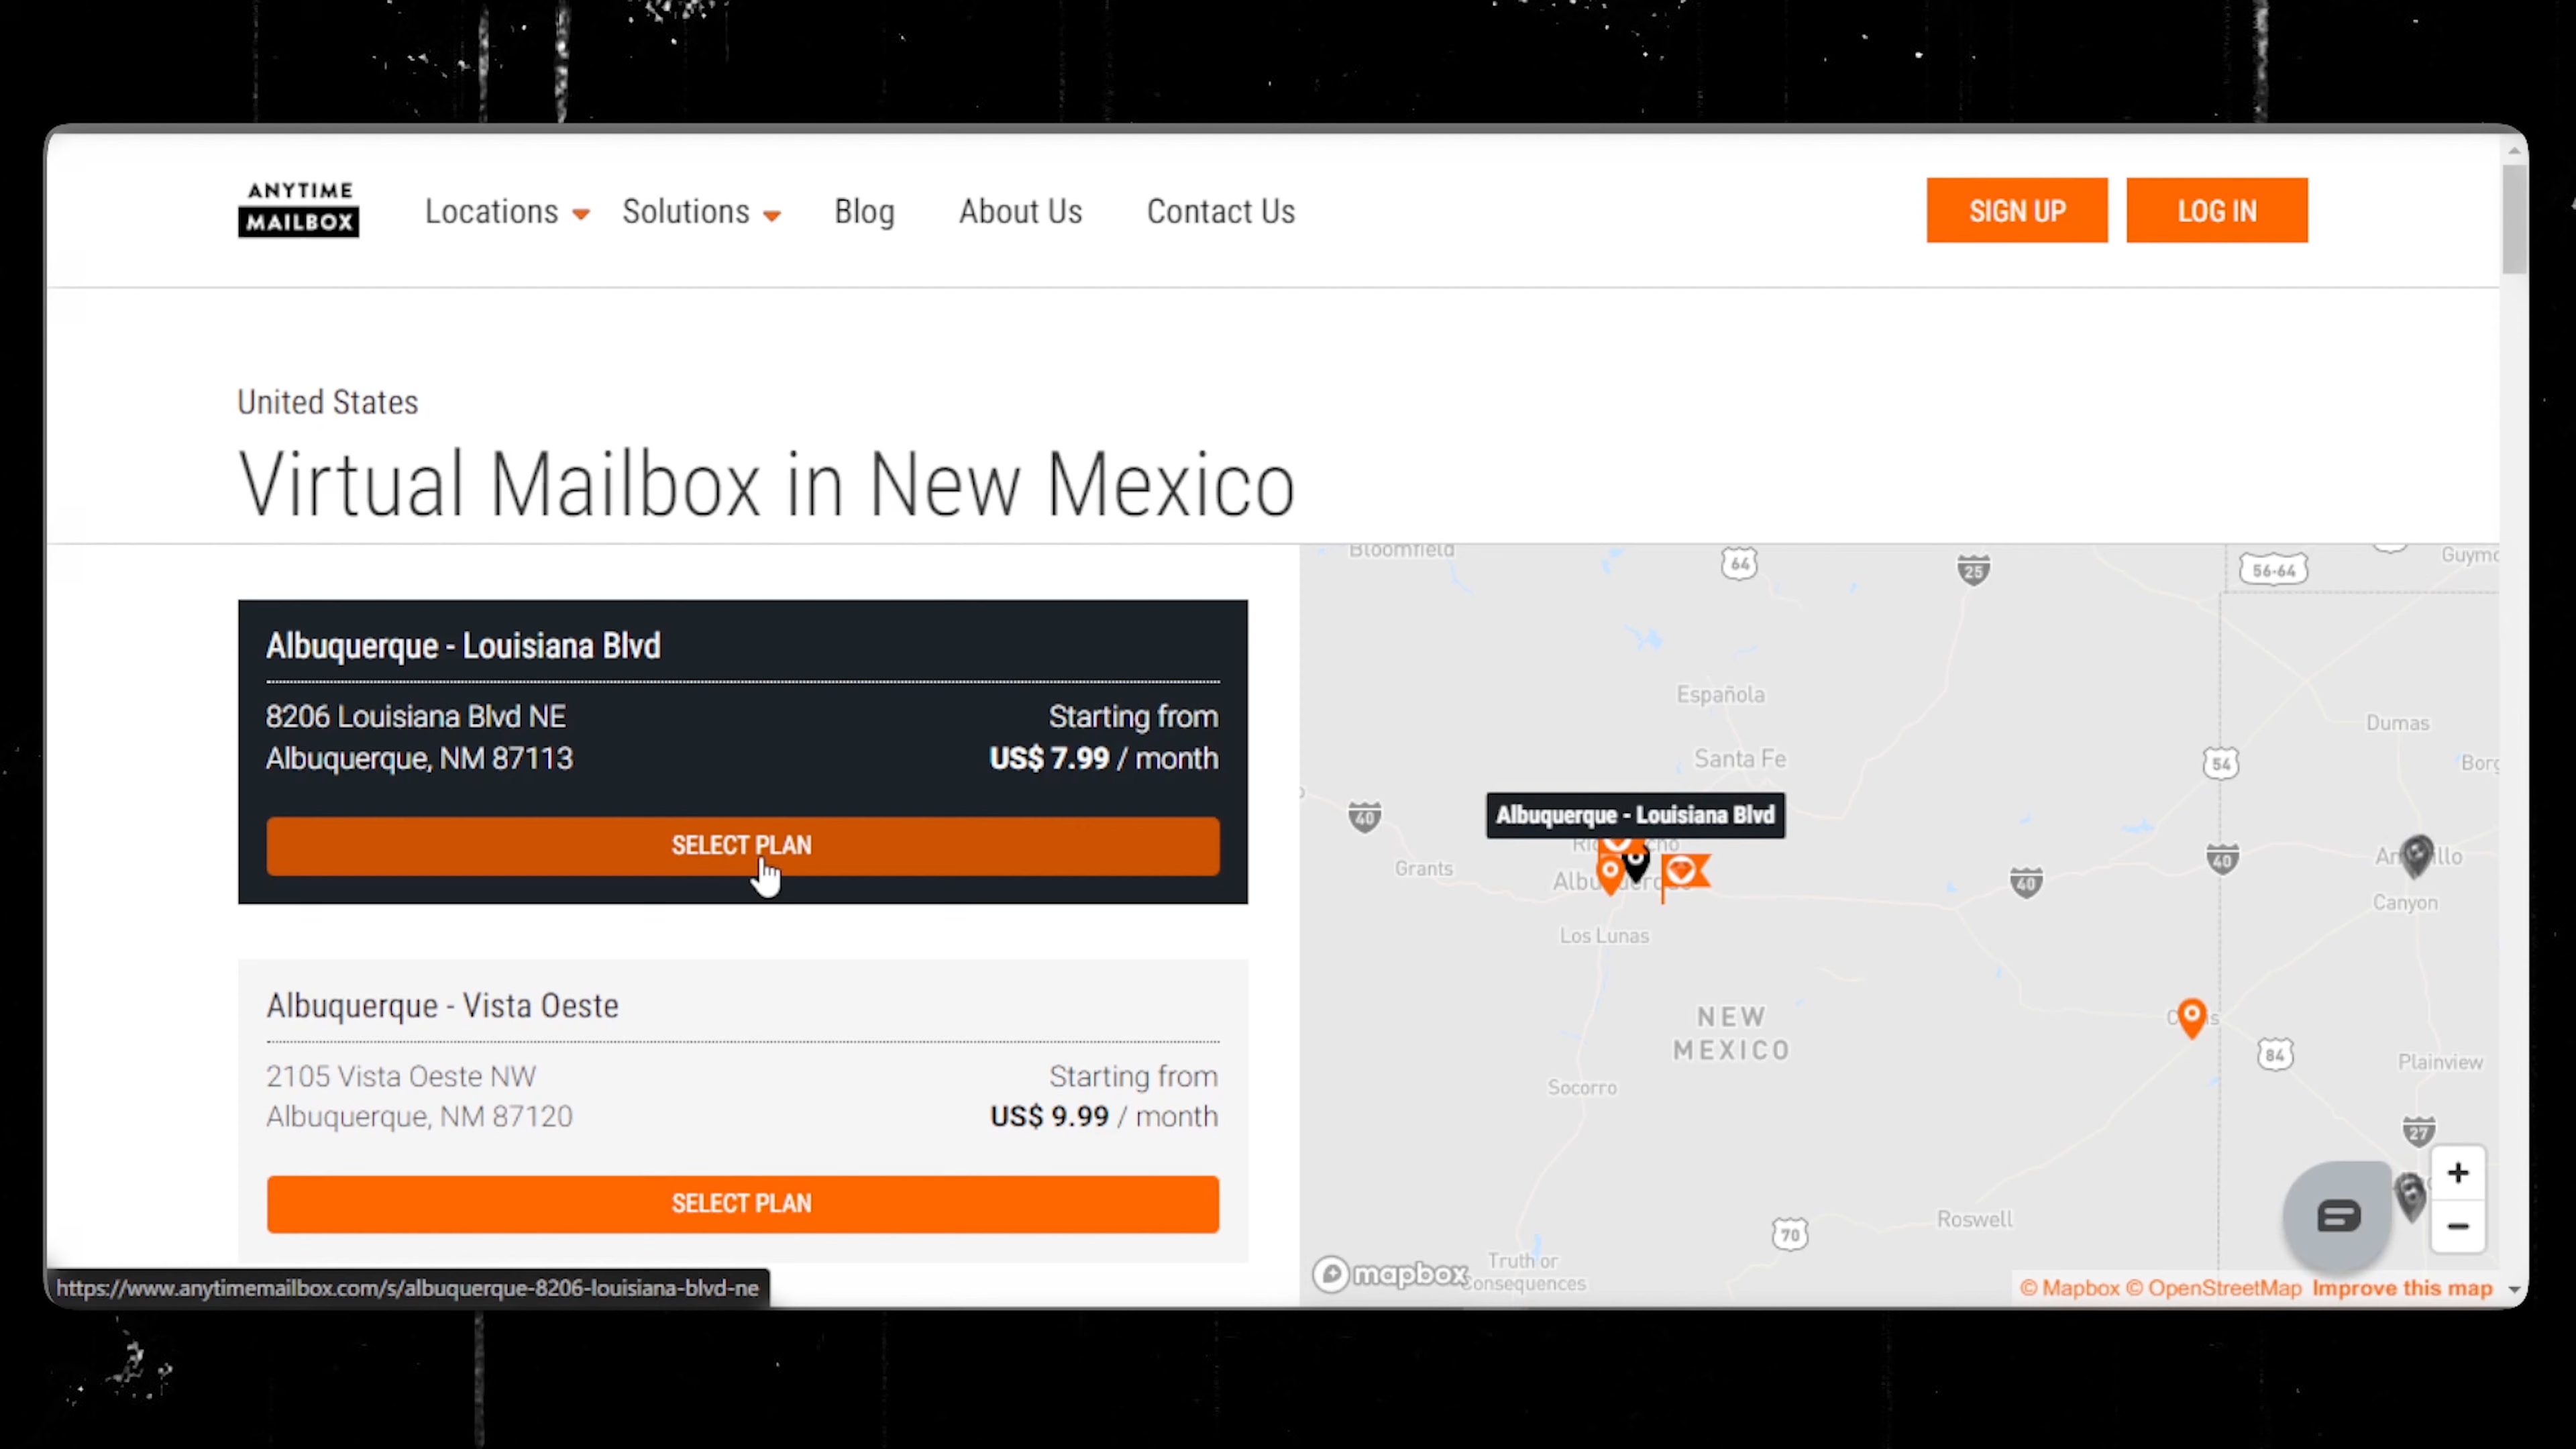 ANYTIME
MAILBOX
Locations
Solutions
Blog
About Us
Contact Us
SIGN UP
LOG IN
United States
Virtual Mailbox in New Mexico
Albuquerque - Louisiana Blvd
8206 Louisiana Blvd NE
Albuquerque, NM 87113
Starting from
US$ 7.99 / month
SELECT PLAN
Albuquerque - Vista Oeste
2105 Vista Oeste NW
Albuquerque, NM 87120
Starting from
US$ 9.99 / month
SELECT PLAN
https://www.anytimemailbox.com/s/albuquerque-8206-louisiana-blvd-ne
Bloomfield
64
25
56-64
Española
Santa Fe
Dumas
54
40
Albuquerque - Louisiana Blvd
Grants
40
40
Canyon
Los Lunas
NEW
MEXICO
84
Plainview
Socorro
27
Roswell
70
Truth or
Consequences
mapbox
© Mapbox © OpenStreetMap Improve this map
+
−